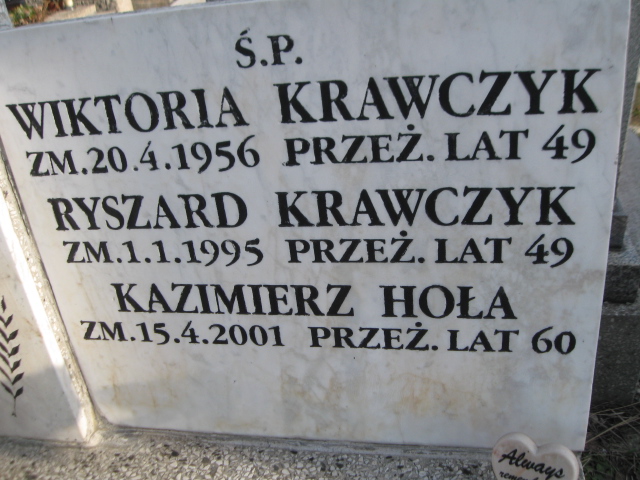 Ś.P.
WIKTORIA KRAWCZYK
ZM.20.4.1956 PRZEŻ. LAT 49
RYSZARD KRAWCZYK
ZM.1.1.1995 PRZEŻ. LAT 49
KAZIMIERZ HOŁA
ZM.15.4.2001 PRZEŻ. LAT 60
Always